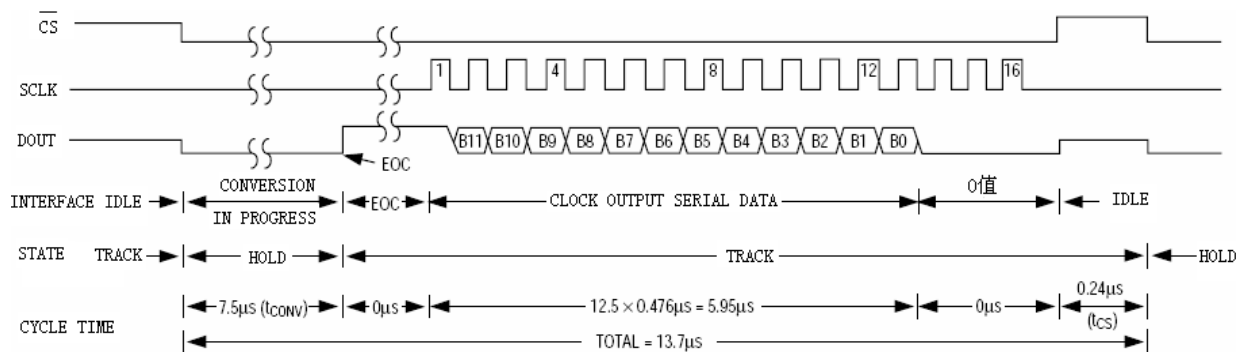 CS
SCLK
1 4 8 12 16
DOUT
B11 B10 B9 B8 B7 B6 B5 B4 B3 B2 B1 B0
EOC
INTERFACE IDLE
CONVERSION
IN PROGRESS
EOC
CLOCK OUTPUT SERIAL DATA
0值
IDLE
STATE
TRACK
HOLD
TRACK
HOLD
CYCLE TIME
7.5μs (tCONV)
0μs
12.5 × 0.476μs = 5.95μs
0μs
0.24μs
(tCS)
TOTAL = 13.7μs